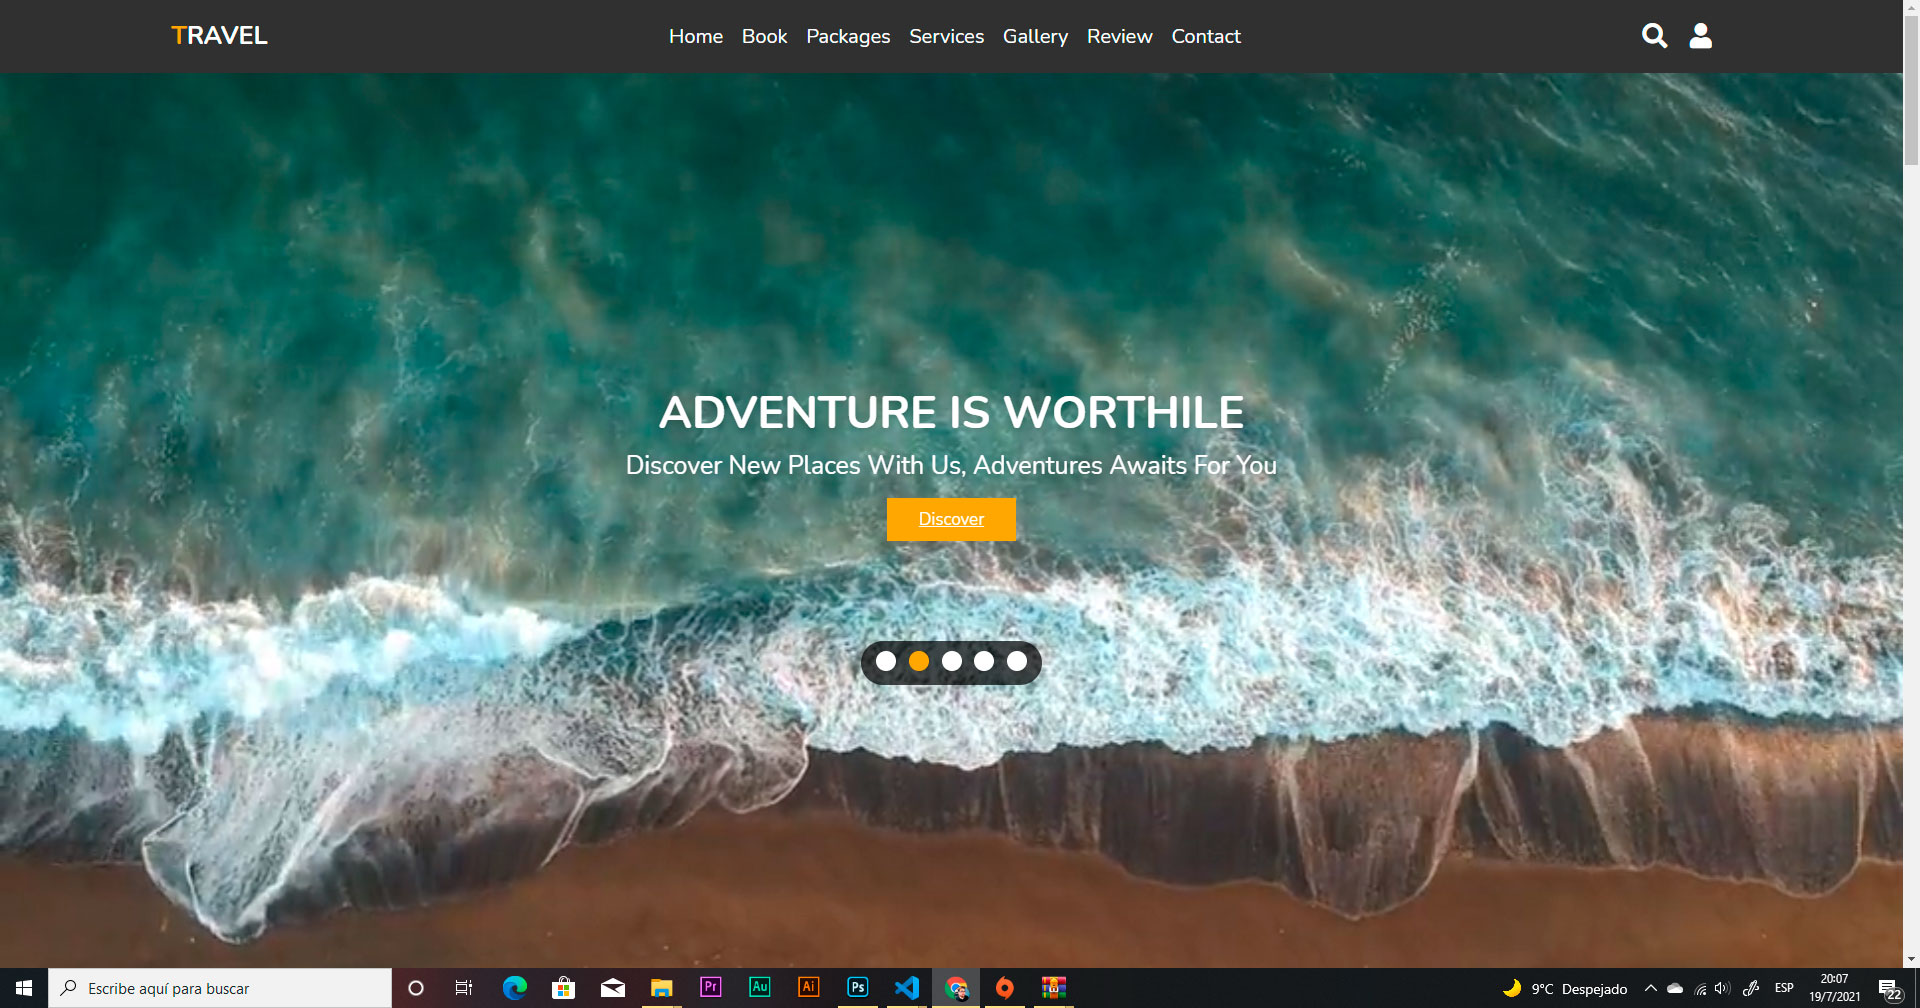 TRAVEL
Home Book Packages Services Gallery Review Contact
ADVENTURE IS WORTHILE
Discover New Places With Us, Adventures Awaits For You
Discover
Escribe aquí para buscar
Pr
Au
Ai
Ps
9°C Despejado
ESP
20:07
19/7/2021
22